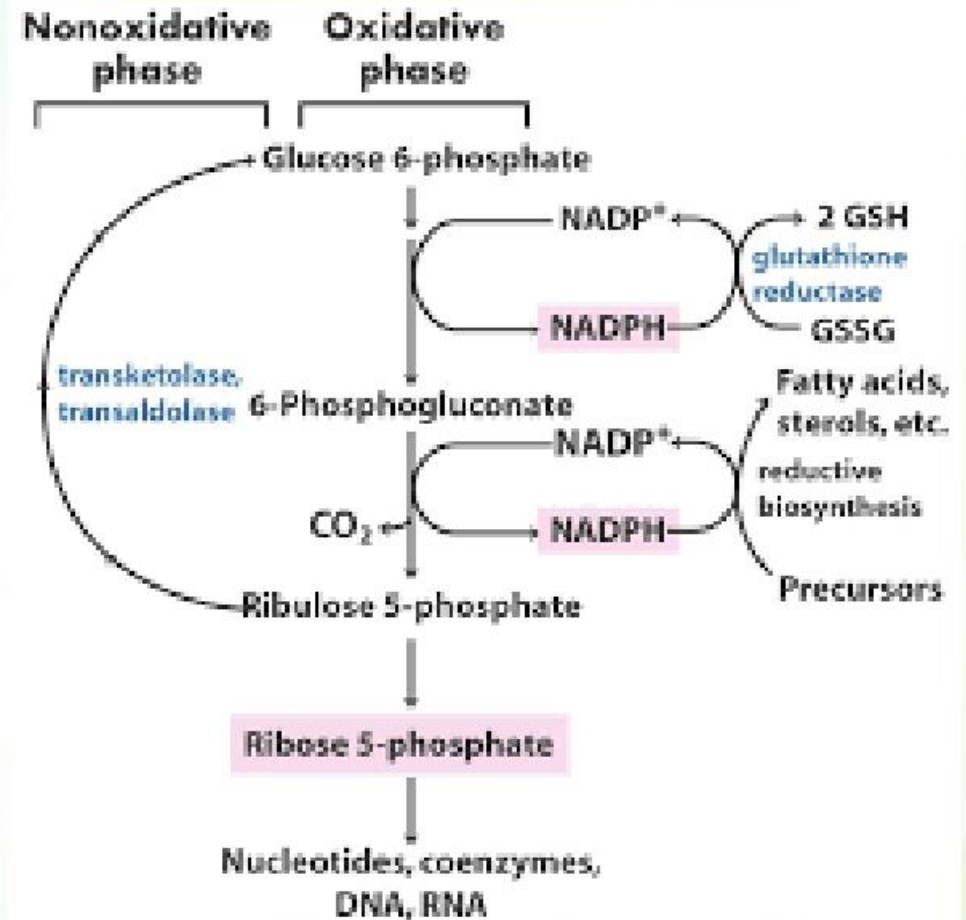 Nonoxidative
phase
Oxidative
phase
Glucose 6-phosphate
NADP+
2 GSH
glutathione
reductase
NADPH
GSSG
transketolase,
transaldolase
6-Phosphogluconate
Fatty acids,
sterols, etc.
NADP+
reductive
biosynthesis
CO₂
NADPH
Precursors
Ribulose 5-phosphate
Ribose 5-phosphate
Nucleotides, coenzymes,
DNA, RNA